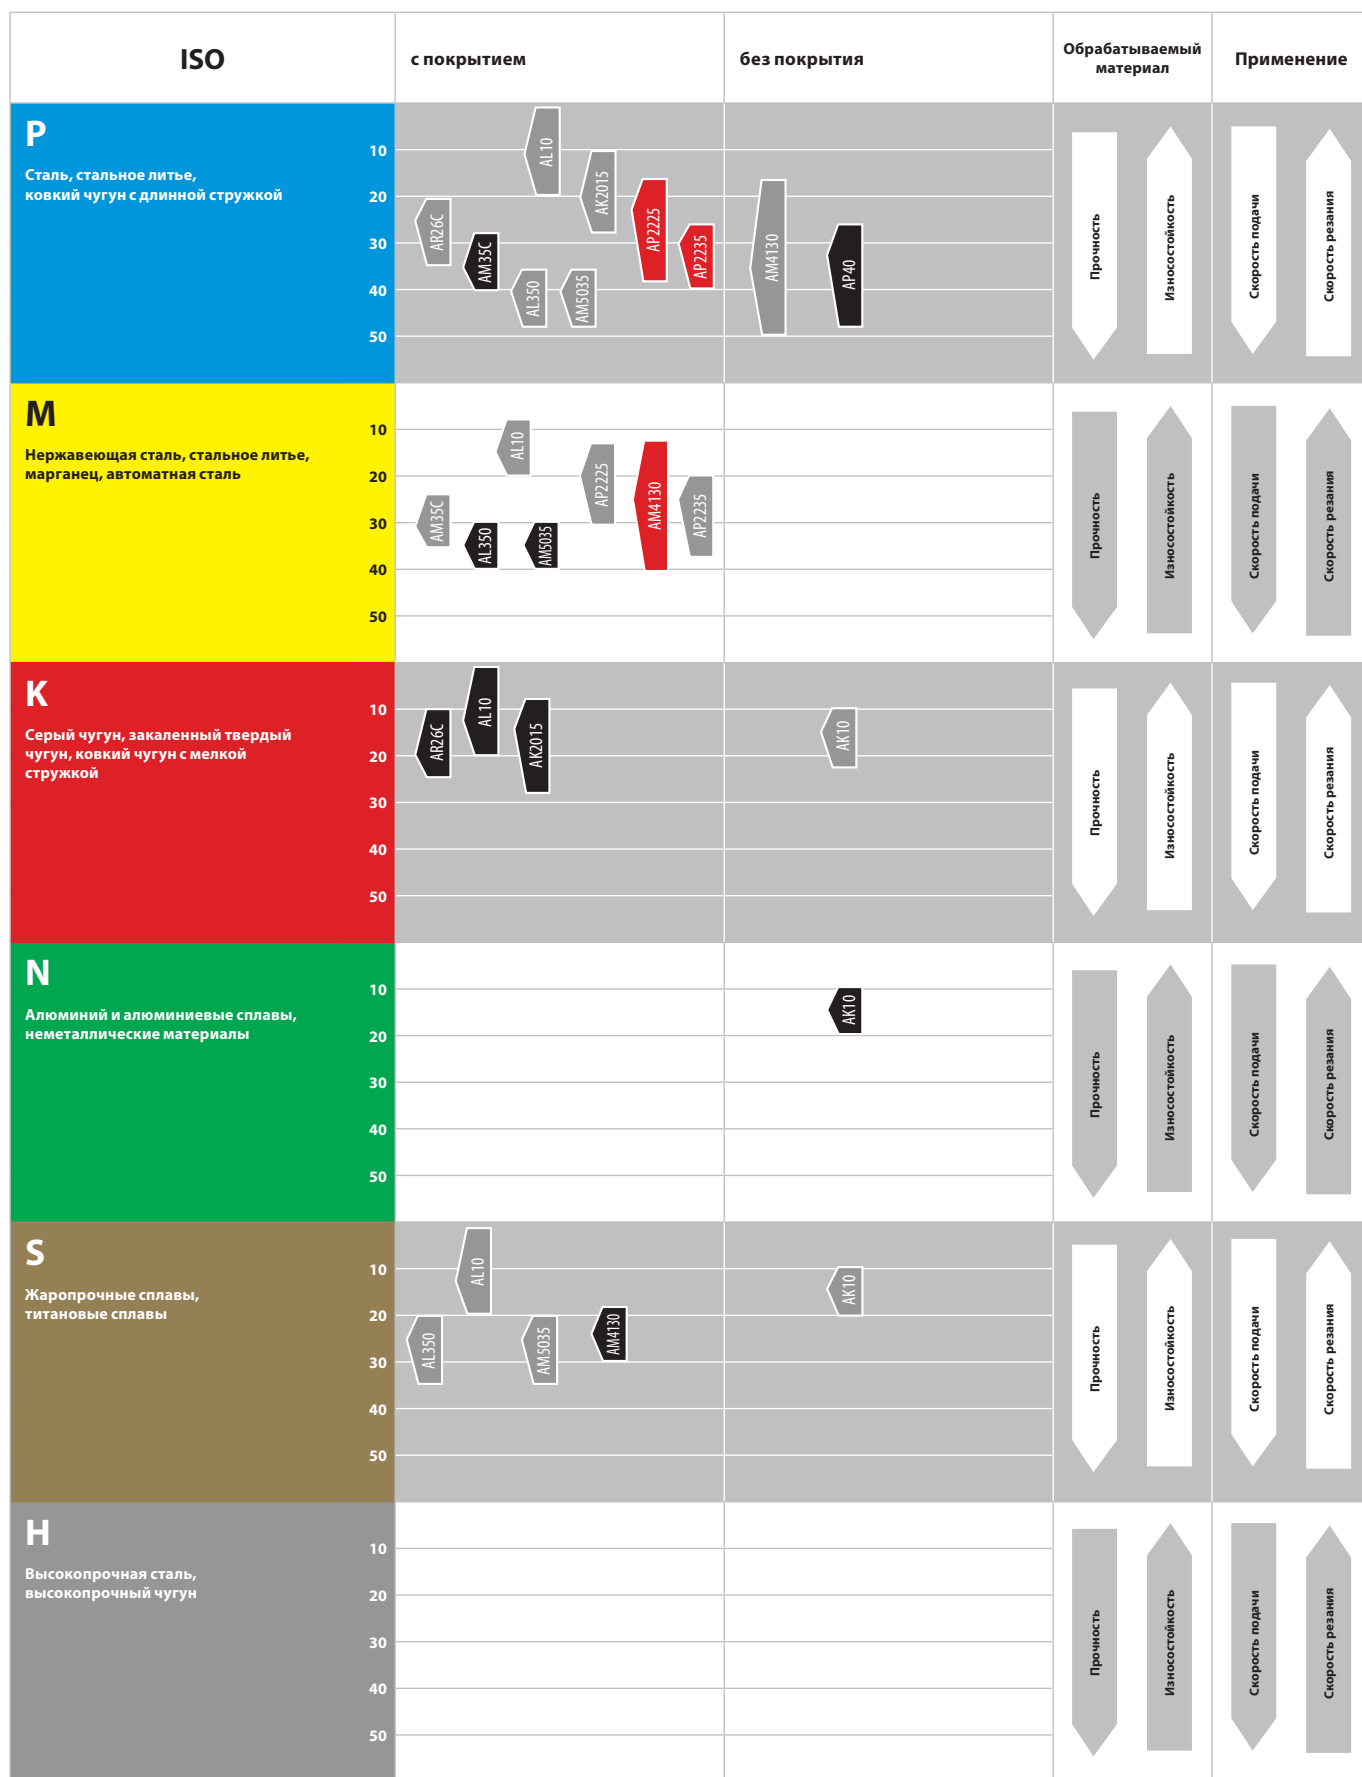 ISO
с покрытием
без покрытия
Обрабатываемый
материал
Применение
P
Сталь, стальное литье,
ковкий чугун с длинной стружкой
10
20
30
40
50
AR26C
AM35C
AL10
AL350
AK2015
AM5035
AP2225
AP2235
AM4130
AP40
Прочность
Износостойкость
Скорость подачи
Скорость резания
M
Нержавеющая сталь, стальное литье,
марганец, автоматная сталь
10
20
30
40
50
AM35C
AL350
AL10
AM5035
AP2225
AM4130
AP2235
Прочность
Износостойкость
Скорость подачи
Скорость резания
K
Серый чугун, закаленный твердый
чугун, ковкий чугун с мелкой
стружкой
10
20
30
40
50
AR26C
AL10
AK2015
AK10
Прочность
Износостойкость
Скорость подачи
Скорость резания
N
Алюминий и алюминиевые сплавы,
неметаллические материалы
10
20
30
40
50
AK10
Прочность
Износостойкость
Скорость подачи
Скорость резания
S
Жаропрочные сплавы,
титановые сплавы
10
20
30
40
50
AL350
AL10
AM5035
AM4130
AK10
Прочность
Износостойкость
Скорость подачи
Скорость резания
H
Высокопрочная сталь,
высокопрочный чугун
10
20
30
40
50
Прочность
Износостойкость
Скорость подачи
Скорость резания